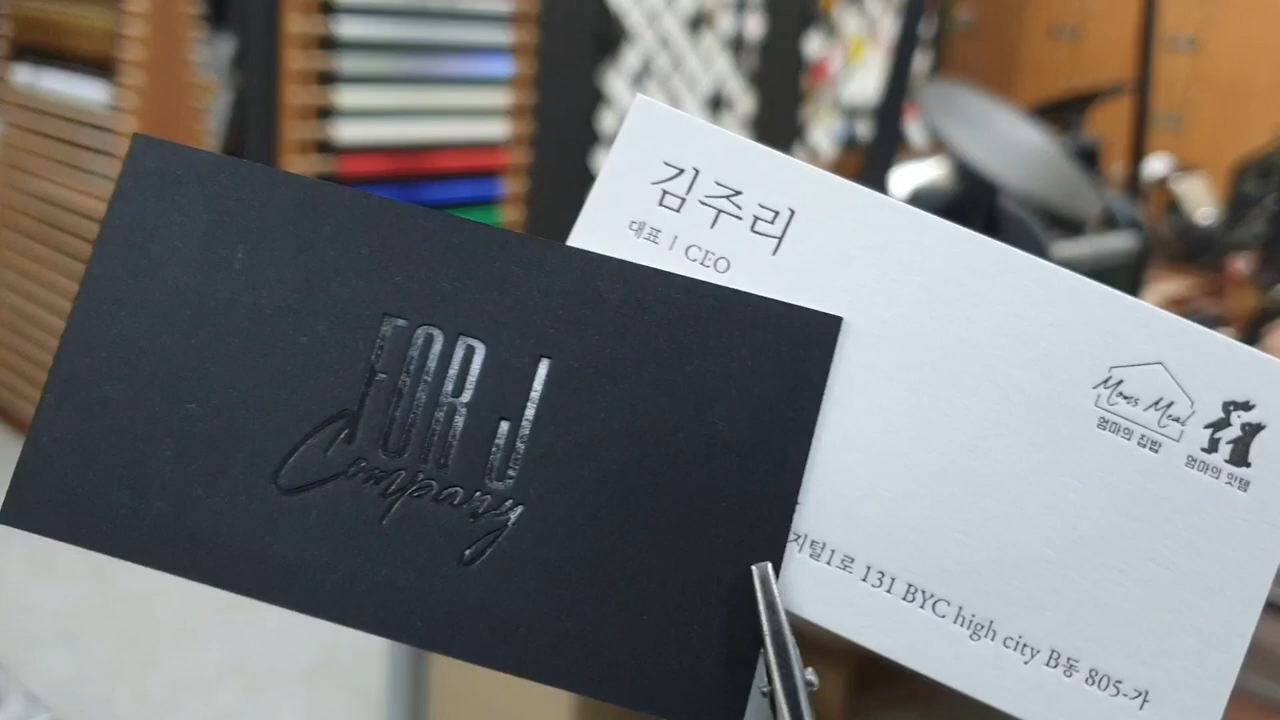 FOR J
Company
김주리
대표 | CEO
Moms Meal
엄마의 집밥
엄마의 잇템
지털1로 131 BYC high city B동 805-가